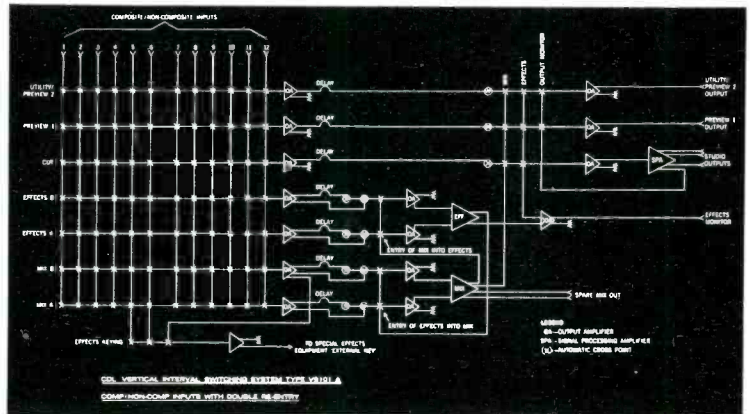 COMPOSITE/NON-COMPOSITE INPUTS
1 2 3 4 5 6 7 8 9 10 11 12
UTILITY/
PREVIEW 2
PREVIEW 1
CUT
EFFECTS B
EFFECTS A
MIX B
MIX A
EFFECTS KEYING
DELAY
DELAY
DELAY
DELAY
DELAY
DELAY
DELAY
MIX
EFFECTS
OUTPUT MONITOR
EFF
MIX
SPA
ENTRY OF MIX INTO EFFECTS
ENTRY OF EFFECTS INTO MIX
TO SPECIAL EFFECTS
EQUIPMENT EXTERNAL KEY
UTILITY/
PREVIEW 2
OUTPUT
PREVIEW 1
OUTPUT
STUDIO
OUTPUTS
EFFECTS
MONITOR
SPARE MIX OUT
LEGEND
OA-OUTPUT AMPLIFIER
SPA-SIGNAL PROCESSING AMPLIFIER
(X)-AUTOMATIC CROSS POINT
CDL VERTICAL INTERVAL SWITCHING SYSTEM TYPE VS101 A
COMP/NON-COMP INPUTS WITH DOUBLE RE-ENTRY